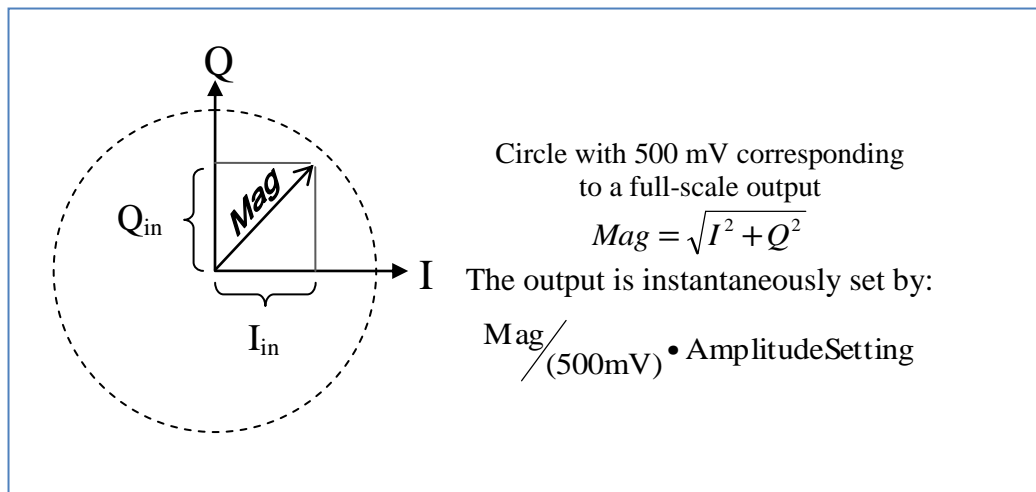 Q
Mag
Q_in
I
I_in
Circle with 500 mV corresponding
to a full-scale output
Mag = √(I² + Q²)
The output is instantaneously set by:
Mag/(500mV) • AmplitudeSetting